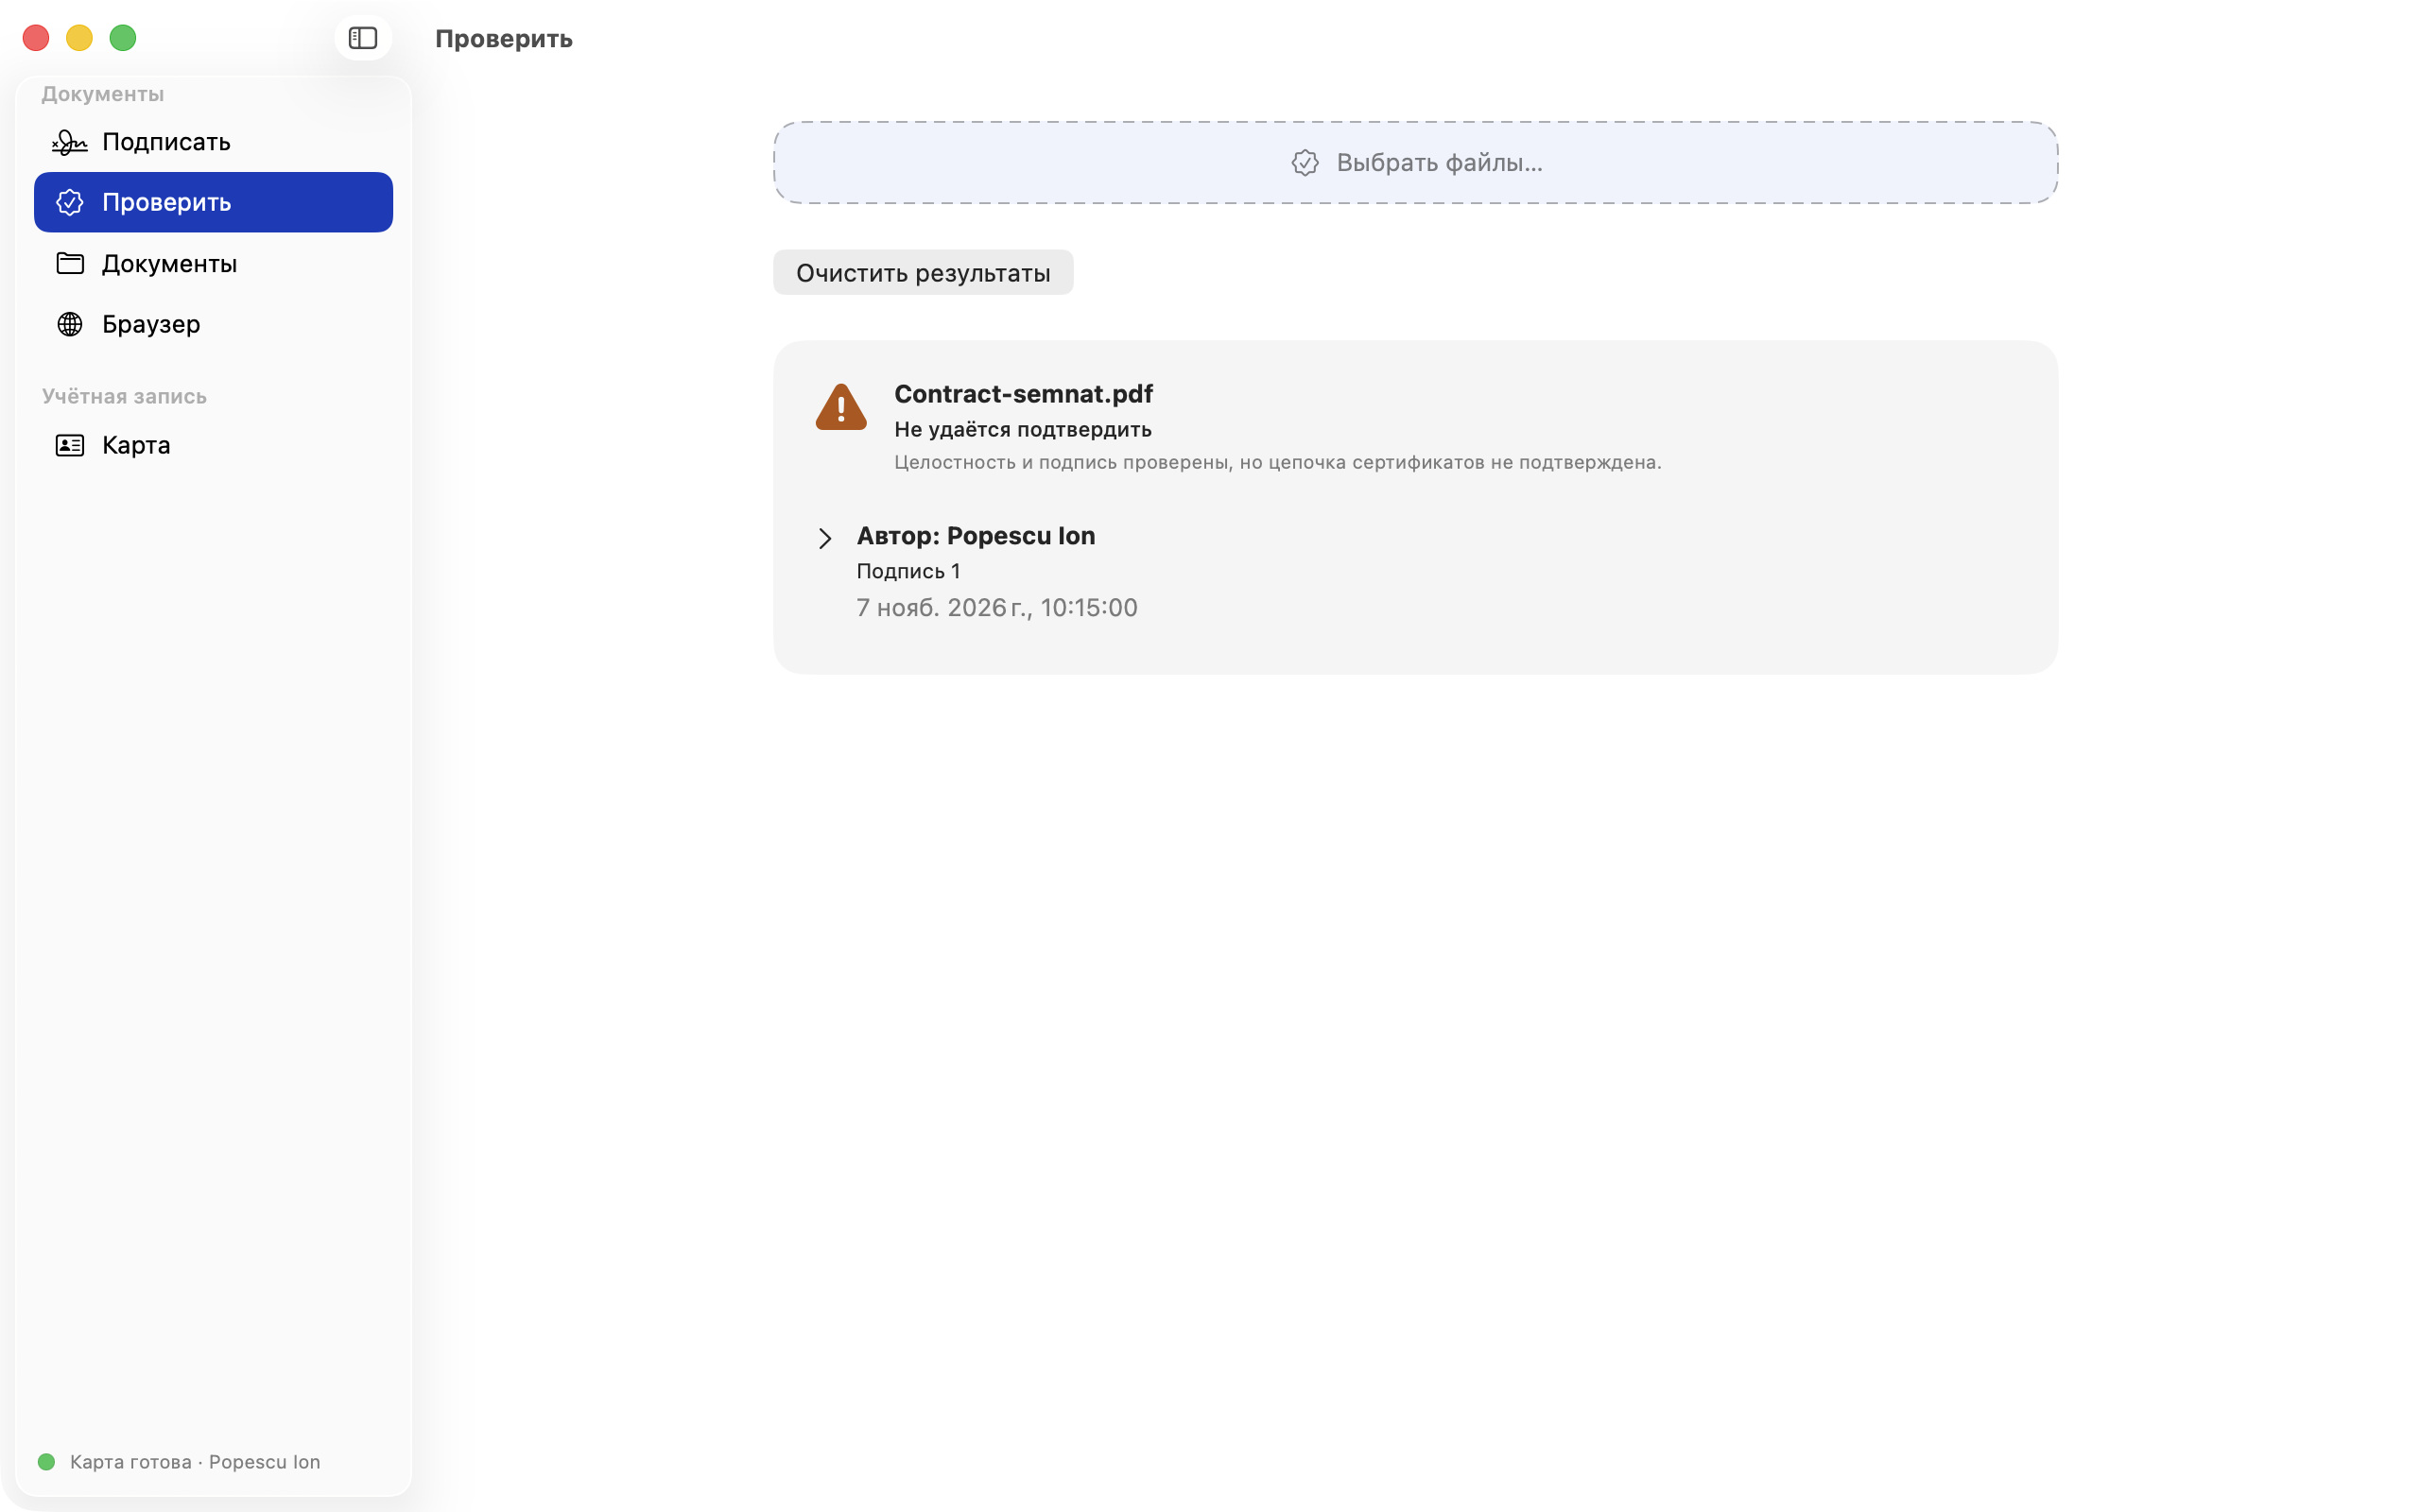 Проверить
Документы
Подписать
Проверить
Документы
Браузер
Учётная запись
Карта
Карта готова · Popescu Ion
Выбрать файлы...
Очистить результаты
Contract-semnat.pdf
Не удаётся подтвердить
Целостность и подпись проверены, но цепочка сертификатов не подтверждена.
Автор: Popescu Ion
Подпись 1
7 нояб. 2026 г., 10:15:00